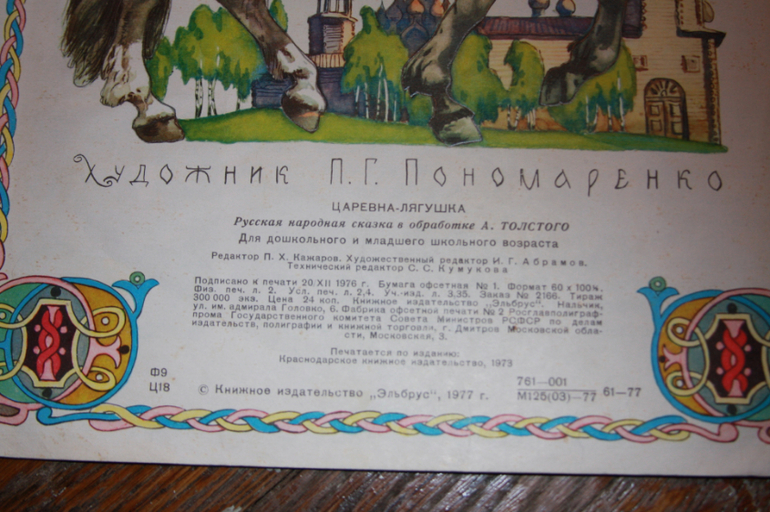 Художник П.Г. Пономаренко
ЦАРЕВНА-ЛЯГУШКА
Русская народная сказка в обработке А. ТОЛСТОГО
Для дошкольного и младшего школьного возраста
Редактор П. Х. Кажаров. Художественный редактор И. Г. Абрамов.
Технический редактор С. С. Кумукова
Подписано к печати 20/XII 1976 г. Бумага офсетная № 1. Формат 60 х 100⅛.
Физ. печ. л. 2. Усл. печ. л. 2,4. Уч.-изд. л. 3,35. Заказ № 2166. Тираж
300 000 экз. Цена 24 коп. Книжное издательство „Эльбрус". Нальчик,
ул. им. адмирала Головко, 6. Фабрика офсетной печати № 2 Росглавполиграф-
прома Государственного комитета Совета Министров РСФСР по делам
издательств, полиграфии и книжной торговли, г. Дмитров Московской обла-
сти, Московская, 3.
Печатается по изданию:
Краснодарское книжное издательство, 1973
Ф9
Ц18
© Книжное издательство „Эльбрус", 1977 г.
761—001
М125(03)—77
61—77